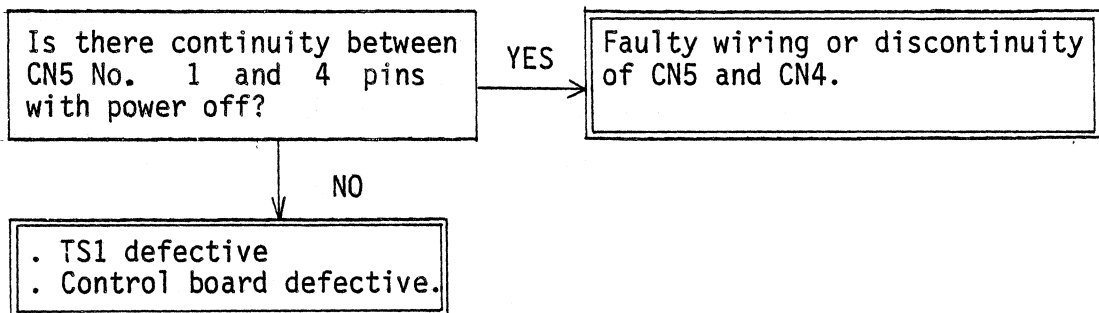 Is there continuity between
CN5 No. 1 and 4 pins
with power off?
YES
Faulty wiring or discontinuity
of CN5 and CN4.
NO
. TS1 defective
. Control board defective.